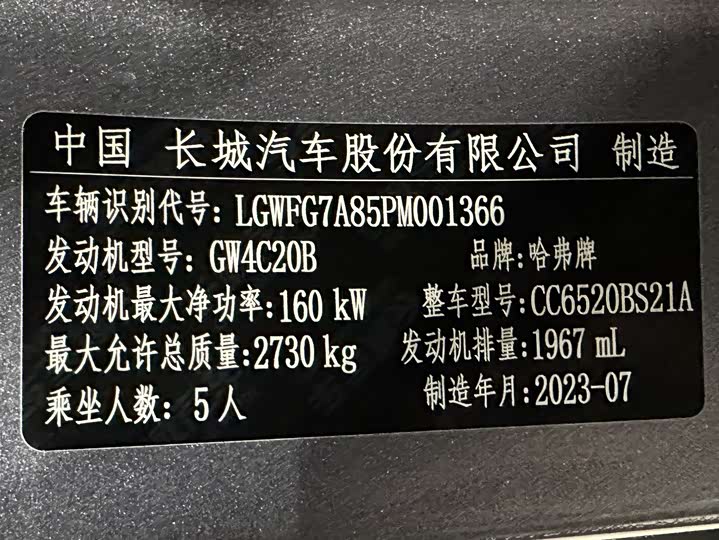 中国 长城汽车股份有限公司 制造
车辆识别代号: LGWFG7A85PM001366
发动机型号: GW4C20B 品牌:哈弗牌
发动机最大净功率:160 kW 整车型号:CC6520BS21A
最大允许总质量:2730 kg 发动机排量:1967 mL
乘坐人数: 5人 制造年月:2023-07